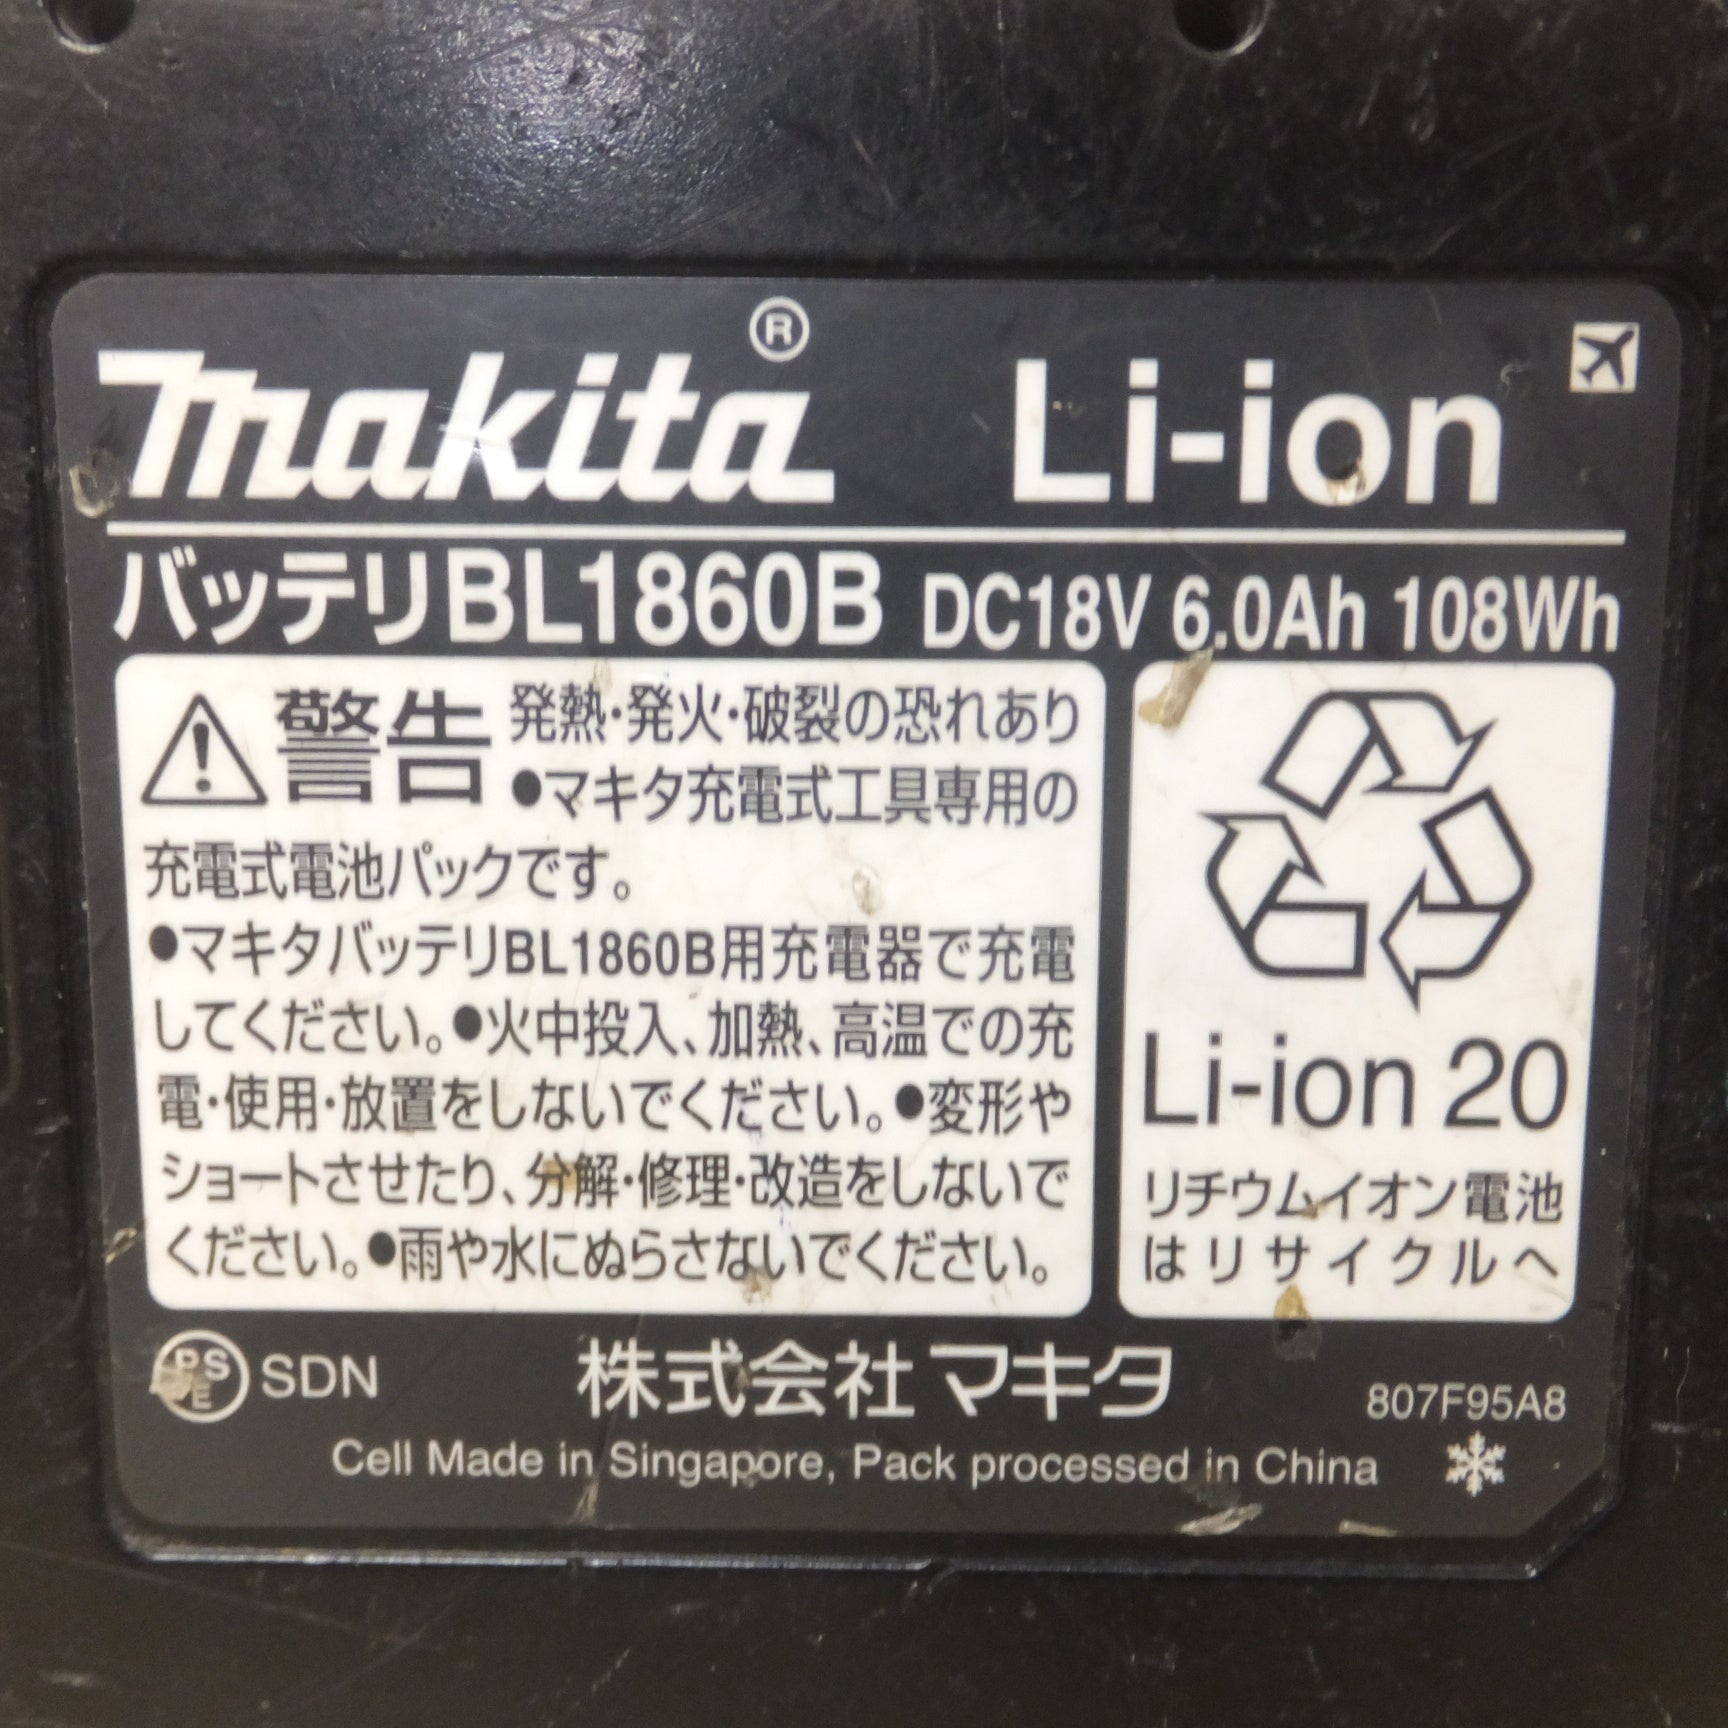 makita® Li-ion
バッテリBL1860B DC18V 6.0Ah 108Wh
警告 発熱・発火・破裂の恐れあり
●マキタ充電式工具専用の
充電式電池パックです。
●マキタバッテリBL1860B用充電器で充電
してください。●火中投入、加熱、高温での充
電・使用・放置をしないでください。●変形や
ショートさせたり、分解・修理・改造をしないで
ください。●雨や水にぬらさないでください。
Li-ion 20
リチウムイオン電池
はリサイクルへ
PSE SDN
株式会社マキタ
807F95A8
Cell Made in Singapore, Pack processed in China